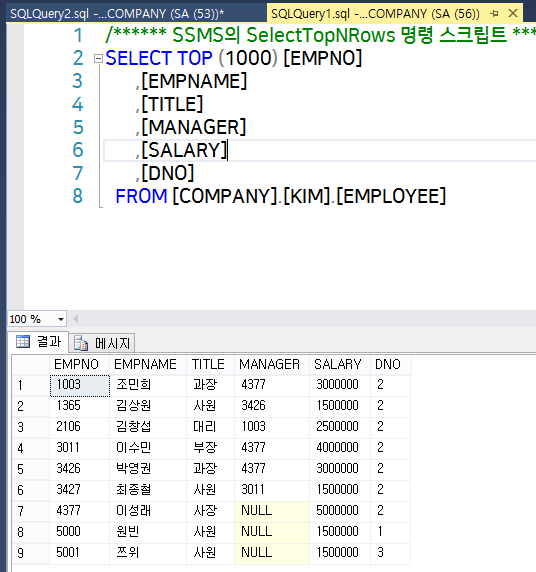 SQLQuery2.sql -...COMPANY (SA (53))* SQLQuery1.sql -...COMPANY (SA (56))
1 /****** SSMS의 SelectTopNRows 명령 스크립트 ***
2 SELECT TOP (1000) [EMPNO]
3 ,[EMPNAME]
4 ,[TITLE]
5 ,[MANAGER]
6 ,[SALARY]
7 ,[DNO]
8 FROM [COMPANY].[KIM].[EMPLOYEE]
100 %
결과 메시지
EMPNO EMPNAME TITLE MANAGER SALARY DNO
1 1003 조민희 과장 4377 3000000 2
2 1365 김상원 사원 3426 1500000 2
3 2106 김창섭 대리 1003 2500000 2
4 3011 이수민 부장 4377 4000000 2
5 3426 박영권 과장 4377 3000000 2
6 3427 최종철 사원 3011 1500000 2
7 4377 이성래 사장 NULL 5000000 2
8 5000 원빈 사원 NULL 1500000 1
9 5001 쯔위 사원 NULL 1500000 3